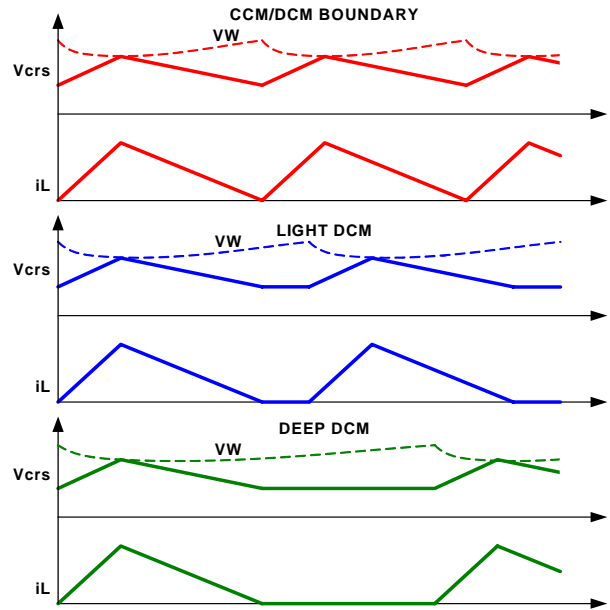 CCM/DCM BOUNDARY
VW
Vcrs
iL
LIGHT DCM
VW
Vcrs
iL
DEEP DCM
VW
Vcrs
iL